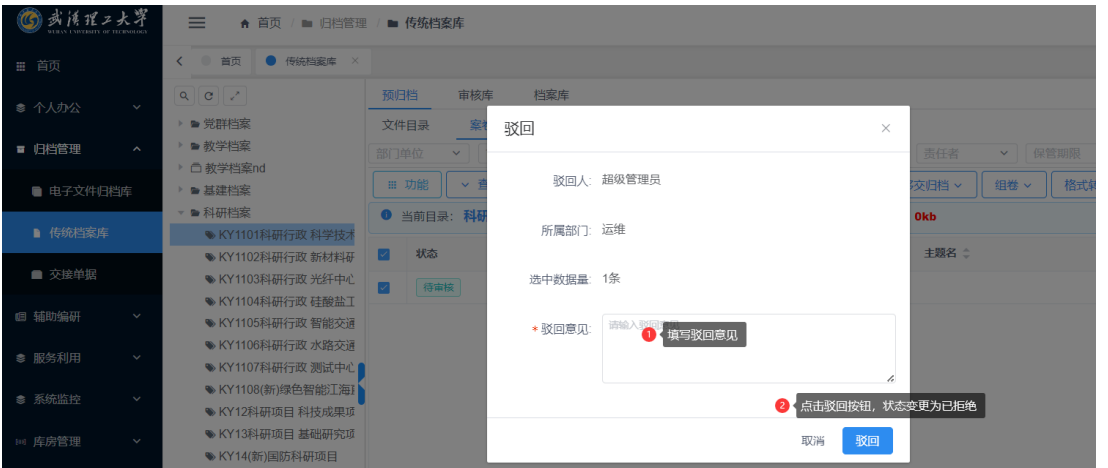 武漢理工大學
WUHAN UNIVERSITY OF TECHNOLOGY
首页 / 归档管理 / 传统档案库
首页
个人办公
归档管理
电子文件归档库
传统档案库
交接单据
辅助编研
服务利用
系统监控
库房管理
首页
传统档案库 ×
党群档案
教学档案
教学档案nd
基建档案
科研档案
KY1101科研行政 科学技术
KY1102科研行政 新材料研
KY1103科研行政 光纤中心
KY1104科研行政 硅酸盐工
KY1105科研行政 智能交通
KY1106科研行政 水路交通
KY1107科研行政 测试中心
KY1108(新)绿色智能江海
KY12科研项目 科技成果项
KY13科研项目 基础研究项
KY14(新)国防科研项目
预归档 审核库 档案库
文件目录
部门单位
责任者
保管期限
功能
交归档
组卷
当前目录:
0kb
状态
主题名
待审核
驳回
驳回人: 超级管理员
所属部门: 运维
选中数据量: 1条
* 驳回意见:
请输入驳回
1 填写驳回意见
2 点击驳回按钮，状态变更为已拒绝
取消
驳回